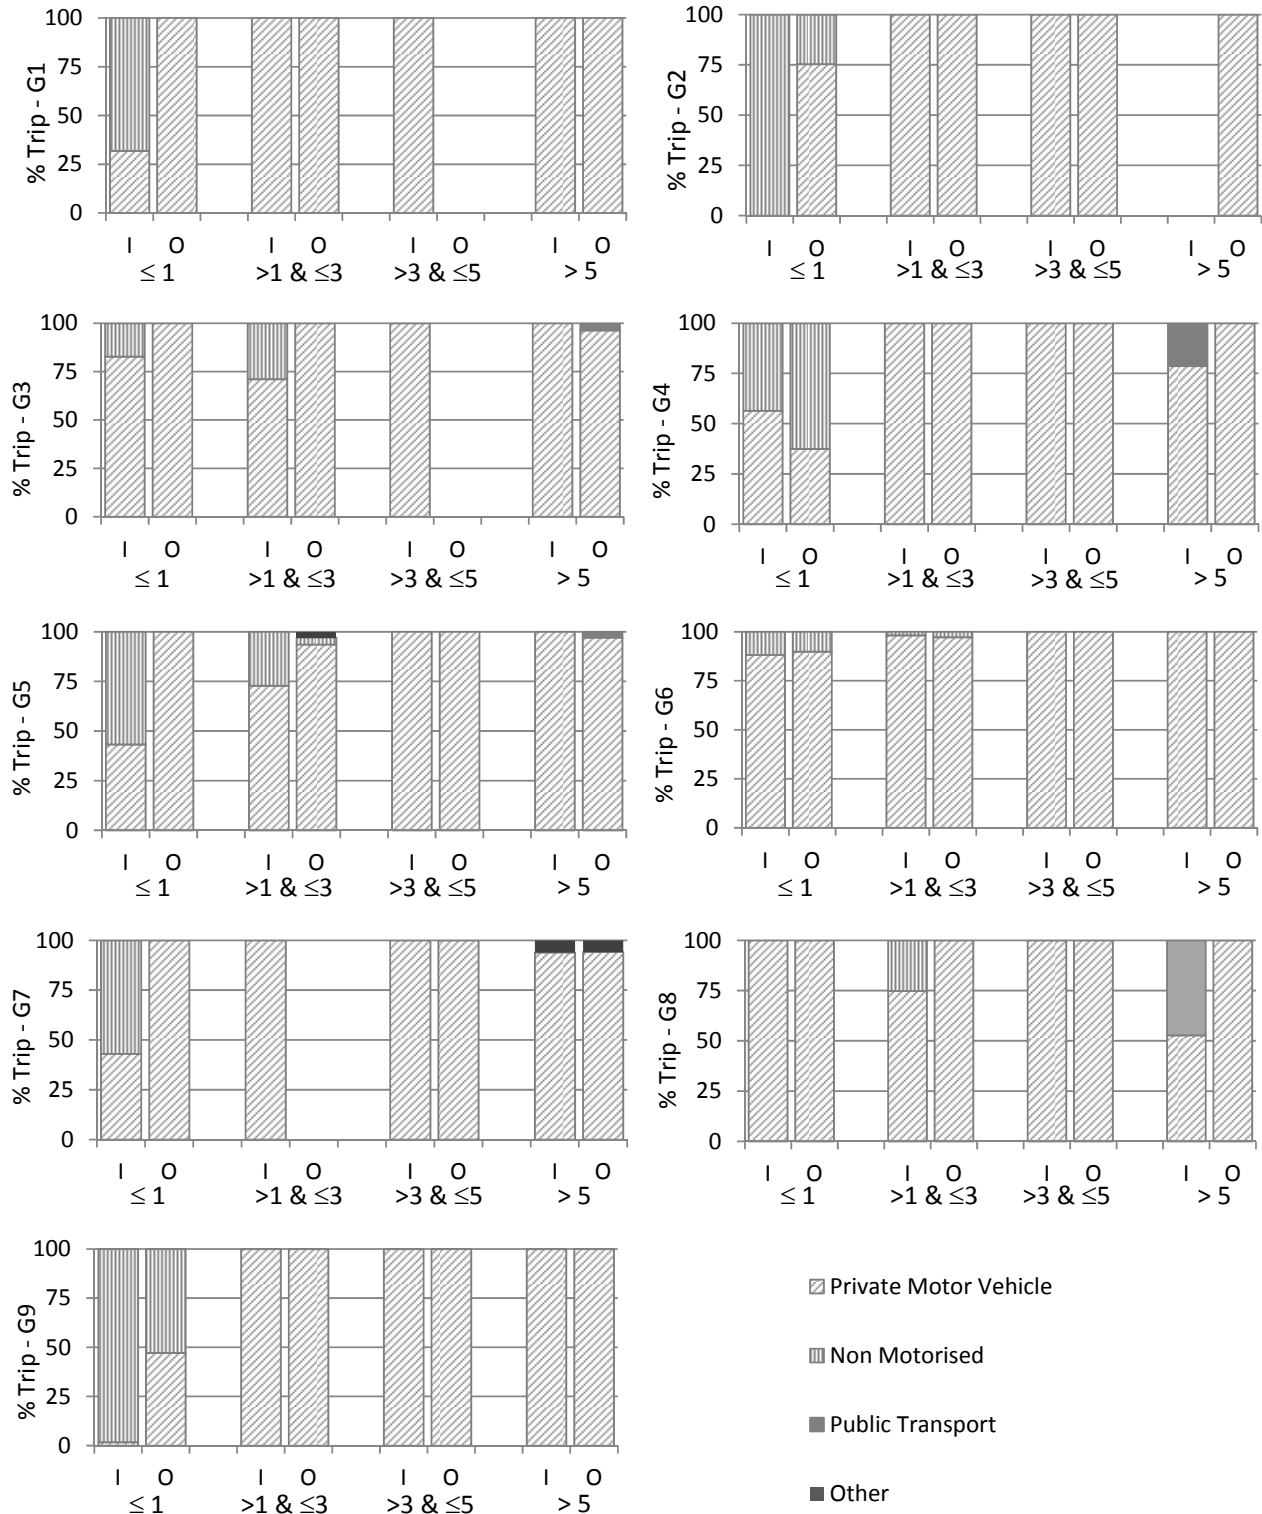 100
75
50
25
0
% Trip - G1
I O I O I O I O
≤ 1 >1 & ≤3 >3 & ≤5 > 5
100
75
50
25
0
% Trip - G2
I O I O I O I O
≤ 1 >1 & ≤3 >3 & ≤5 > 5
100
75
50
25
0
% Trip - G3
I O I O I O I O
≤ 1 >1 & ≤3 >3 & ≤5 > 5
100
75
50
25
0
% Trip - G4
I O I O I O I O
≤ 1 >1 & ≤3 >3 & ≤5 > 5
100
75
50
25
0
% Trip - G5
I O I O I O I O
≤ 1 >1 & ≤3 >3 & ≤5 > 5
100
75
50
25
0
% Trip - G6
I O I O I O I O
≤ 1 >1 & ≤3 >3 & ≤5 > 5
100
75
50
25
0
% Trip - G7
I O I O I O I O
≤ 1 >1 & ≤3 >3 & ≤5 > 5
100
75
50
25
0
% Trip - G8
I O I O I O I O
≤ 1 >1 & ≤3 >3 & ≤5 > 5
100
75
50
25
0
% Trip - G9
I O I O I O I O
≤ 1 >1 & ≤3 >3 & ≤5 > 5
Private Motor Vehicle
Non Motorised
Public Transport
Other